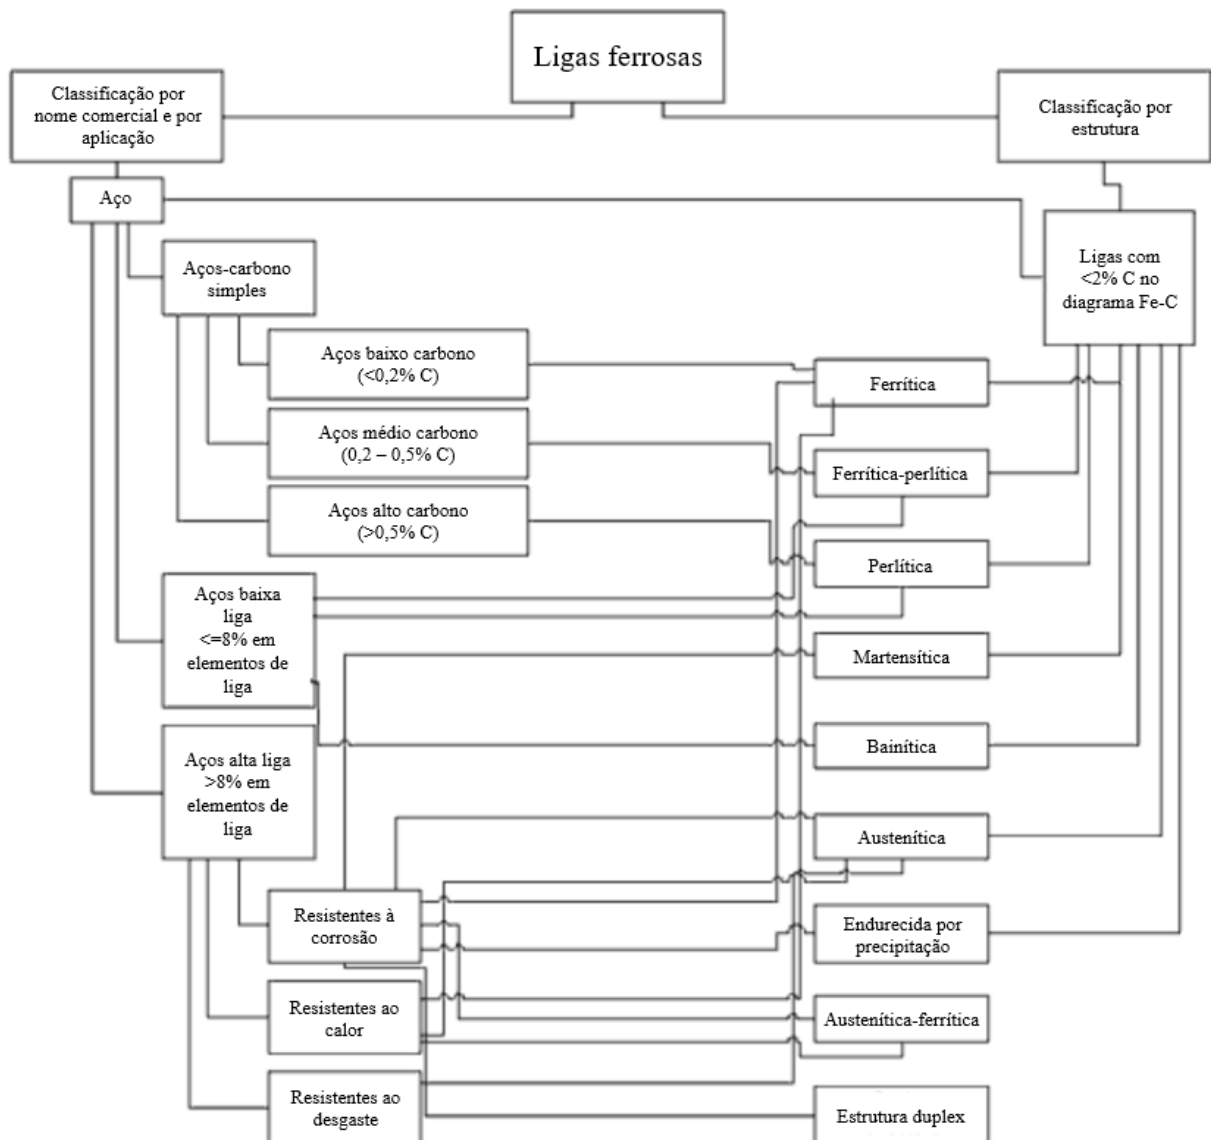 Ligas ferrosas
Classificação por
nome comercial e por
aplicação
Classificação por
estrutura
Aço
Ligas com
<2% C no
diagrama Fe-C
Aços-carbono
simples
Aços baixo carbono
(<0,2% C)
Ferrítica
Aços médio carbono
(0,2 – 0,5% C)
Ferrítica-perlítica
Aços alto carbono
(>0,5% C)
Perlítica
Aços baixa
liga
<=8% em
elementos de
liga
Martensítica
Bainítica
Aços alta liga
>8% em
elementos de
liga
Austenítica
Resistentes à
corrosão
Endurecida por
precipitação
Resistentes ao
calor
Austenítica-ferrítica
Resistentes ao
desgaste
Estrutura duplex